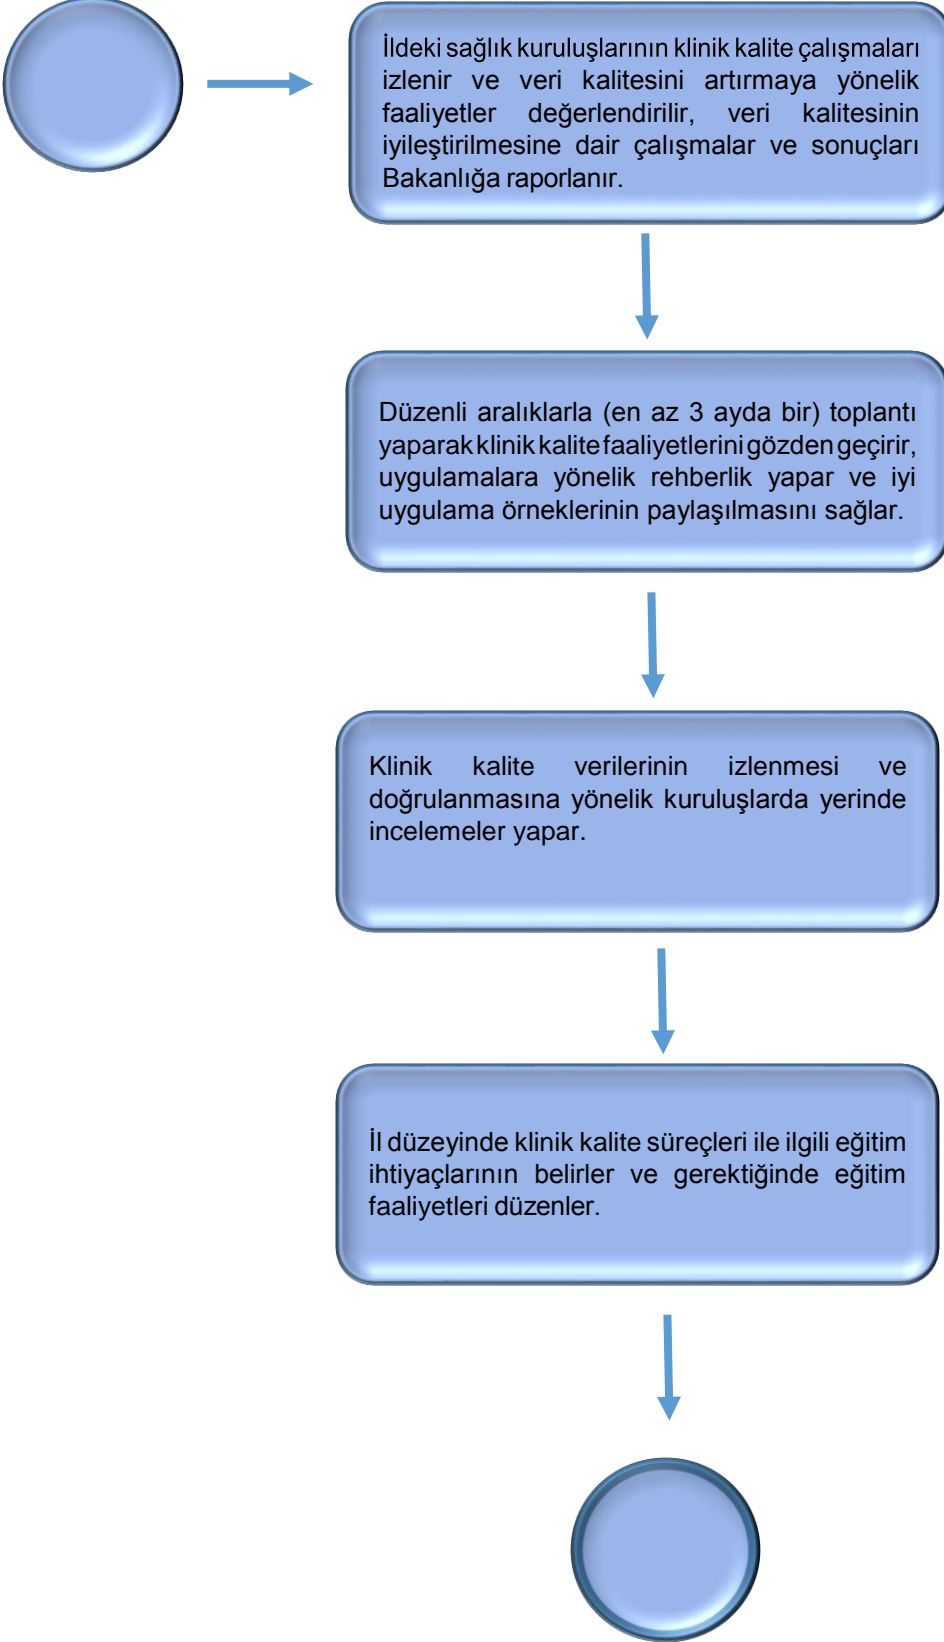 İldeki sağlık kuruluşlarının klinik kalite çalışmaları
izlenir ve veri kalitesini artırmaya yönelik
faaliyetler değerlendirilir, veri kalitesinin
iyileştirilmesine dair çalışmalar ve sonuçları
Bakanlığa raporlanır.
Düzenli aralıklarla (en az 3 ayda bir) toplantı
yaparak klinik kalite faaliyetlerini gözden geçirir,
uygulamalara yönelik rehberlik yapar ve iyi
uygulama örneklerinin paylaşılmasını sağlar.
Klinik kalite verilerinin izlenmesi ve
doğrulanmasına yönelik kuruluşlarda yerinde
incelemeler yapar.
İl düzeyinde klinik kalite süreçleri ile ilgili eğitim
ihtiyaçlarının belirler ve gerektiğinde eğitim
faaliyetleri düzenler.